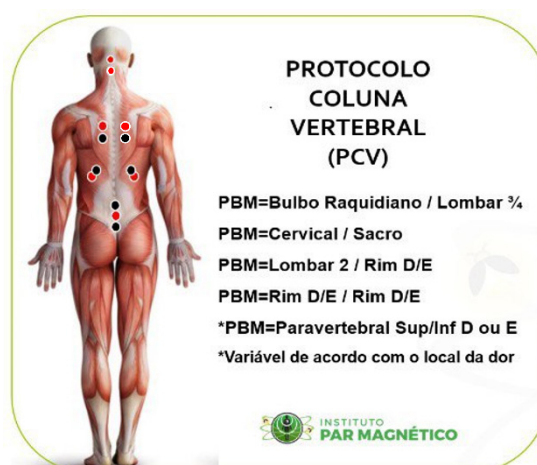 PROTOCOLO
COLUNA
VERTEBRAL
(PCV)
PBM=Bulbo Raquidiano / Lombar ¾
PBM=Cervical / Sacro
PBM=Lombar 2 / Rim D/E
PBM=Rim D/E / Rim D/E
*PBM=Paravertebral Sup/Inf D ou E
*Variável de acordo com o local da dor
INSTITUTO
PAR MAGNÉTICO